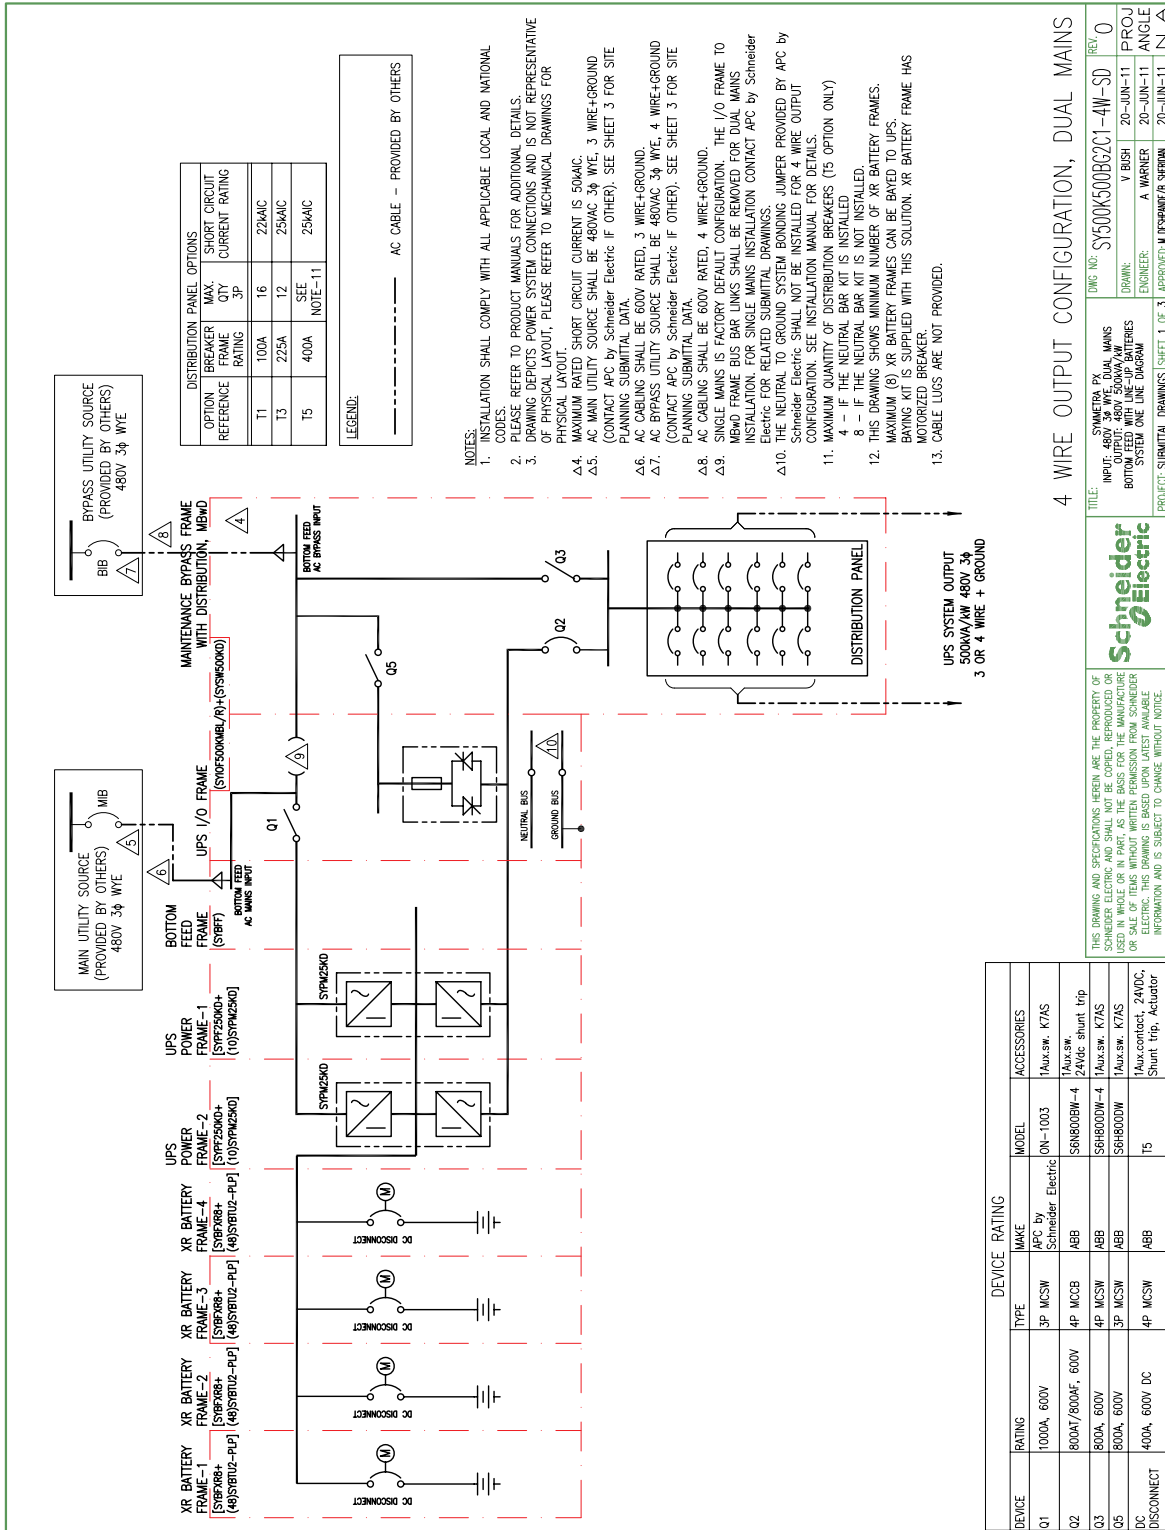 MAIN UTILITY SOURCE
(PROVIDED BY OTHERS)
480V 3ϕ WYE
MIB
5
6
BYPASS UTILITY SOURCE
(PROVIDED BY OTHERS)
480V 3ϕ WYE
BIB
7
8
4
XR BATTERY
FRAME-1
[SYBFXR8+
(48)SYBTU2-PLP]
XR BATTERY
FRAME-2
[SYBFXR8+
(48)SYBTU2-PLP]
XR BATTERY
FRAME-3
[SYBFXR8+
(48)SYBTU2-PLP]
XR BATTERY
FRAME-4
[SYBFXR8+
(48)SYBTU2-PLP]
UPS
POWER
FRAME-2
[SYPF250KD+
(10)SYPM25KD]
UPS
POWER
FRAME-1
[SYPF250KD+
(10)SYPM25KD]
BOTTOM
FEED
FRAME
(SYBFF)
UPS I/O FRAME
(SYIOF500KMBL/R)+(SYSW500KD)
MAINTENANCE BYPASS FRAME
WITH DISTRIBUTION, MBwD
BOTTOM FEED
AC MAINS INPUT
BOTTOM FEED
AC BYPASS INPUT
DC DISCONNECT
M
DC DISCONNECT
M
DC DISCONNECT
M
DC DISCONNECT
M
SYPM25KD
SYPM25KD
Q1
9
Q5
Q2
Q3
NEUTRAL BUS
GROUND BUS
10
DISTRIBUTION PANEL
UPS SYSTEM OUTPUT
500kVA/kW 480V 3ϕ
3 OR 4 WIRE + GROUND
DISTRIBUTION PANEL OPTIONS
OPTION REFERENCE BREAKER FRAME RATING MAX. QTY 3P SHORT CIRCUIT CURRENT RATING
T1 100A 16 22kAIC
T3 225A 12 25kAIC
T5 400A SEE NOTE-11 25kAIC
LEGEND:
AC CABLE - PROVIDED BY OTHERS
NOTES:
1. INSTALLATION SHALL COMPLY WITH ALL APPLICABLE LOCAL AND NATIONAL
CODES.
2. PLEASE REFER TO PRODUCT MANUALS FOR ADDITIONAL DETAILS.
3. DRAWING DEPICTS POWER SYSTEM CONNECTIONS AND IS NOT REPRESENTATIVE
OF PHYSICAL LAYOUT, PLEASE REFER TO MECHANICAL DRAWINGS FOR
PHYSICAL LAYOUT.
△4. MAXIMUM RATED SHORT CIRCUIT CURRENT IS 50kAIC.
△5. AC MAIN UTILITY SOURCE SHALL BE 480VAC 3ϕ WYE, 3 WIRE+GROUND
(CONTACT APC by Schneider Electric IF OTHER). SEE SHEET 3 FOR SITE
PLANNING SUBMITTAL DATA.
△6. AC CABLING SHALL BE 600V RATED, 3 WIRE+GROUND.
△7. AC BYPASS UTILITY SOURCE SHALL BE 480VAC 3ϕ WYE, 4 WIRE+GROUND
(CONTACT APC by Schneider Electric IF OTHER). SEE SHEET 3 FOR SITE
PLANNING SUBMITTAL DATA.
△8. AC CABLING SHALL BE 600V RATED, 4 WIRE+GROUND.
△9. SINGLE MAINS IS FACTORY DEFAULT CONFIGURATION. THE I/O FRAME TO
MBwD FRAME BUS BAR LINKS SHALL BE REMOVED FOR DUAL MAINS
INSTALLATION. FOR SINGLE MAINS INSTALLATION CONTACT APC by Schneider
Electric FOR RELATED SUBMITTAL DRAWINGS.
△10. THE NEUTRAL TO GROUND SYSTEM BONDING JUMPER PROVIDED BY APC by
Schneider Electric SHALL NOT BE INSTALLED FOR 4 WIRE OUTPUT
CONFIGURATION. SEE INSTALLATION MANUAL FOR DETAILS.
11. MAXIMUM QUANTITY OF DISTRIBUTION BREAKERS (T5 OPTION ONLY)
4 - IF THE NEUTRAL BAR KIT IS INSTALLED
8 - IF THE NEUTRAL BAR KIT IS NOT INSTALLED.
12. THIS DRAWING SHOWS MINIMUM NUMBER OF XR BATTERY FRAMES.
MAXIMUM (8) XR BATTERY FRAMES CAN BE BAYED TO UPS.
BAYING KIT IS SUPPLIED WITH THIS SOLUTION. XR BATTERY FRAME HAS
MOTORIZED BREAKER.
13. CABLE LUGS ARE NOT PROVIDED.
4 WIRE OUTPUT CONFIGURATION, DUAL MAINS
DEVICE RATING
DEVICE RATING TYPE MAKE MODEL ACCESSORIES
Q1 1000A, 600V 3P MCSW APC by Schneider Electric ON-1003 1Aux.sw. K7AS
Q2 800AT/800AF, 600V 4P MCCB ABB S6N800BW-4 1Aux.sw. 24Vdc shunt trip
Q3 800A, 600V 4P MCSW ABB S6H800DW-4 1Aux.sw. K7AS
Q5 800A, 600V 3P MCSW ABB S6H800DW 1Aux.sw. K7AS
DC DISCONNECT 400A, 600V DC 4P MCSW ABB T5 1Aux.contact, 24VDC, Shunt trip, Actuator
THIS DRAWING AND SPECIFICATIONS HEREIN ARE THE PROPERTY OF
SCHNEIDER ELECTRIC AND SHALL NOT BE COPIED, REPRODUCED OR
USED IN WHOLE OR IN PART, AS THE BASIS FOR THE MANUFACTURE
OR SALE OF ITEMS WITHOUT WRITTEN PERMISSION FROM SCHNEIDER
ELECTRIC. THIS DRAWING IS BASED UPON LATEST AVAILABLE
INFORMATION AND IS SUBJECT TO CHANGE WITHOUT NOTICE.
Schneider
Electric
TITLE: SYMMETRA PX
INPUT: 480V 3ϕ WYE, DUAL MAINS
OUTPUT: 480V 500kVA/kW
BOTTOM FEED WITH LINE-UP BATTERIES
SYSTEM ONE LINE DIAGRAM
PROJECT: SUBMITTAL DRAWINGS SHEET 1 OF 3
DWG NO: SY500K500BG2C1-4W-SD
REV. 0
DRAWN: V BUSH 20-JUN-11
ENGINEER: A WARNER 20-JUN-11
APPROVED: M DESHPANDE/R SHERIDAN 20-JUN-11
PROJ
ANGLE